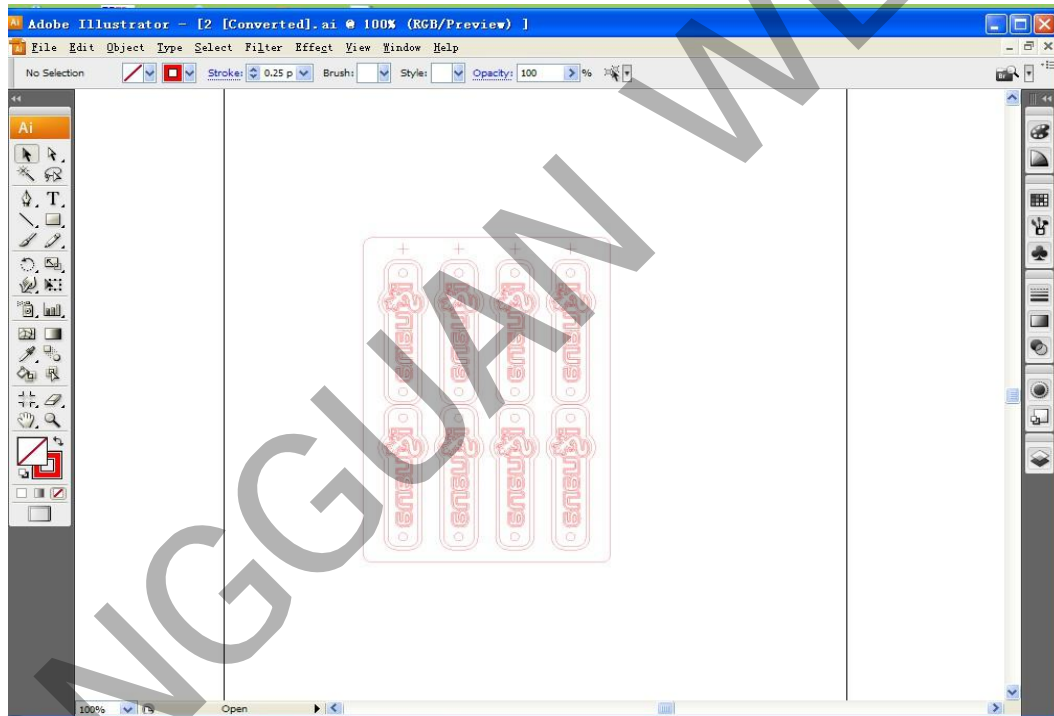 Adobe Illustrator - [2 [Converted].ai @ 100% (RGB/Preview) ]
File Edit Object Type Select Filter Effect View Window Help
No Selection Stroke: 0.25 p Brush: Style: Opacity: 100 %
Ai
T
100% Open
NGGUAN WE